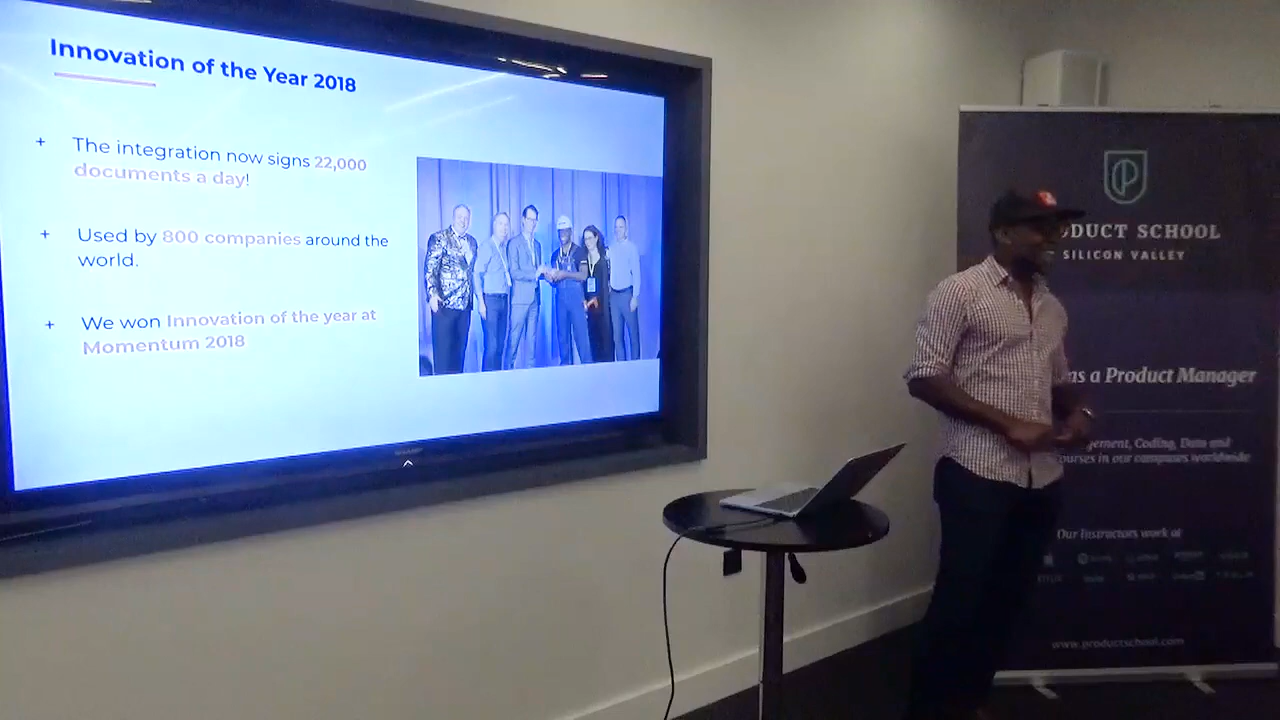 Innovation of the Year 2018
+ The integration now signs 22,000
documents a day!
+ Used by 800 companies around the
world.
+ We won Innovation of the year at
Momentum 2018
DUCT SCHOOL
SILICON VALLEY
as a Product Manager
Coding, Data and
courses in our campuses worldwide
Our Instructors work at
www.productschool.com